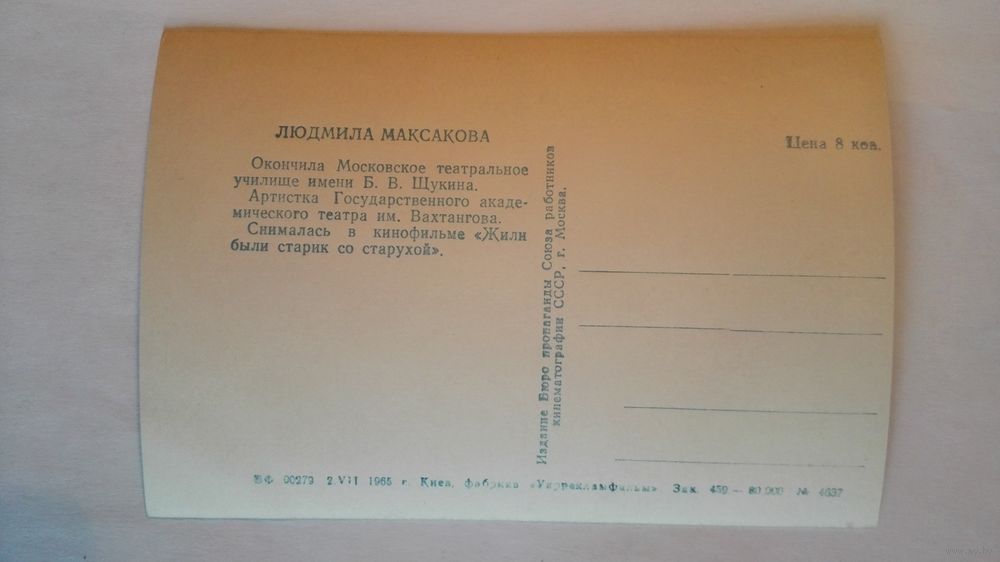 ЛЮДМИЛА МАКСАКОВА
Окончила Московское театральное
училище имени Б. В. Щукина.
Артистка Государственного акаде-
мического театра им. Вахтангова.
Снималась в кинофильме «Жили
были старик со старухой».
Издание Бюро пропаганды Союза работников
кинематографии СССР, г. Москва.
Цена 8 коп.
БФ 00279 2.VII 1965 г. Киев, фабрика «Укррекламфильм» Зак. 459 — 80.000 № 4637